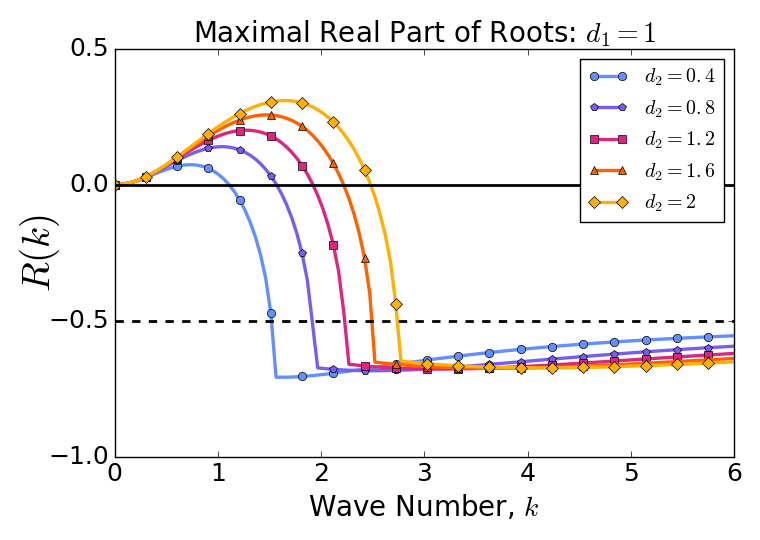 Maximal Real Part of Roots: d₁ = 1
0.5
0.0
−0.5
−1.0
R(k)
d₂ = 0.4
d₂ = 0.8
d₂ = 1.2
d₂ = 1.6
d₂ = 2
0 1 2 3 4 5 6
Wave Number, k